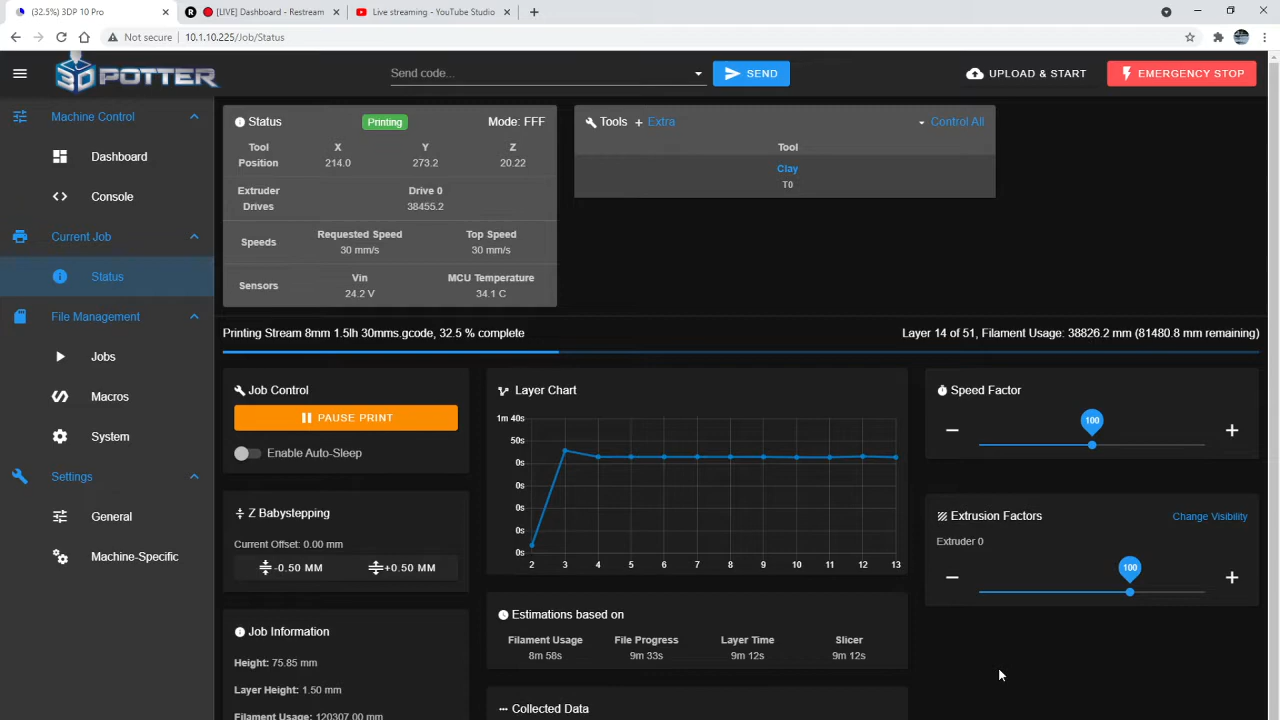 (32.5%) 3DP 10 Pro
[LIVE] Dashboard - Restream
Live streaming - YouTube Studio
Not secure
10.1.10.225/Job/Status
3D POTTER
Send code...
SEND
UPLOAD & START
EMERGENCY STOP
Machine Control
Dashboard
Console
Current Job
Status
File Management
Jobs
Macros
System
Settings
General
Machine-Specific
Status Printing Mode: FFF
Tool Position X Y Z
214.0 273.2 20.22
Extruder Drives Drive 0
38455.2
Speeds Requested Speed Top Speed
30 mm/s 30 mm/s
Sensors Vin MCU Temperature
24.2 V 34.1 C
Tools + Extra Control All
Tool
Clay
T0
Printing Stream 8mm 1.5lh 30mms.gcode, 32.5 % complete
Layer 14 of 51, Filament Usage: 38826.2 mm (81480.8 mm remaining)
Job Control
PAUSE PRINT
Enable Auto-Sleep
Z Babystepping
Current Offset: 0.00 mm
-0.50 MM +0.50 MM
Job Information
Height: 75.85 mm
Layer Height: 1.50 mm
Filament Usage: 120307.00 mm
Layer Chart
1m 40s
50s
0s
0s
0s
0s
0s
2 3 4 5 6 7 8 9 10 11 12 13
Estimations based on
Filament Usage File Progress Layer Time Slicer
8m 58s 9m 33s 9m 12s 9m 12s
Collected Data
Speed Factor
100
Extrusion Factors Change Visibility
Extruder 0
100